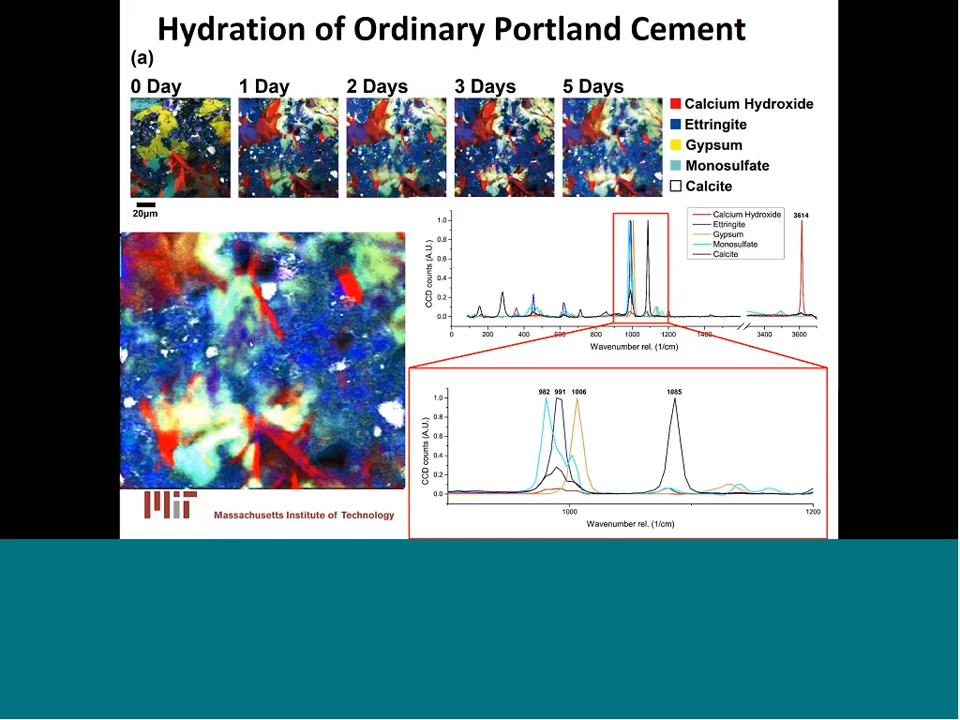 Hydration of Ordinary Portland Cement
(a)
0 Day 1 Day 2 Days 3 Days 5 Days
Calcium Hydroxide
Ettringite
Gypsum
Monosulfate
Calcite
20µm
Calcium Hydroxide
Ettringite
Gypsum
Monosulfate
Calcite
3614
CCD counts (A.U.)
1.0
0.8
0.6
0.4
0.2
0.0
0 200 400 600 800 1000 1200 1400 3400 3600
Wavenumber rel. (1/cm)
982 991 1006 1085
CCD counts (A.U.)
1.0
0.8
0.6
0.4
0.2
0.0
1000 1200
Wavenumber rel. (1/cm)
MIT
Massachusetts Institute of Technology